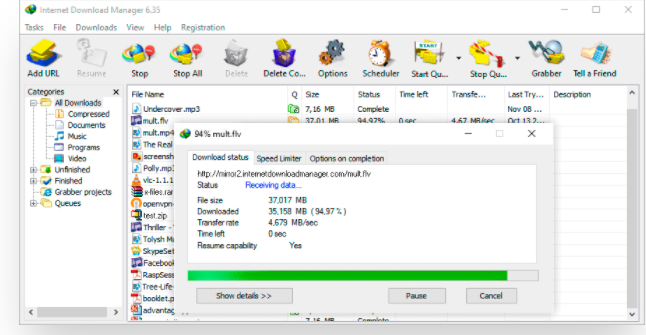 Internet Download Manager 6.35
Tasks File Downloads View Help Registration
Add URL Resume Stop Stop All Delete Delete Co... Options Scheduler Start Qu... Stop Qu... Grabber Tell a Friend
START
Categories
All Downloads
Compressed
Documents
Music
Programs
Video
Unfinished
Finished
Grabber projects
Queues
File Name Q Size Status Time left Transfe... Last Try... Description
Undercover.mp3 7,16 MB Complete Nov 08 ...
mult.flv 37,01 MB 94,97% 0 sec 4,67 MB/sec Oct 13 2...
mult.mp4
The Real
screensh
Polly.mp3
vlc-1.1.1
x-files.rar
openvpn-
test.zip
Thriller -
Tolysh Ma
SkypeSet
Facebook
RaspSess
Tree-Life
booklet.p
advantag
7,16 MB Complete
94% mult.flv
Download status Speed Limiter Options on completion
http://mirror2.internetdownloadmanager.com/mult.flv
Status Receiving data...
File size 37,017 MB
Downloaded 35,158 MB ( 94,97 % )
Transfer rate 4,679 MB/sec
Time left 0 sec
Resume capability Yes
Show details >> Pause Cancel